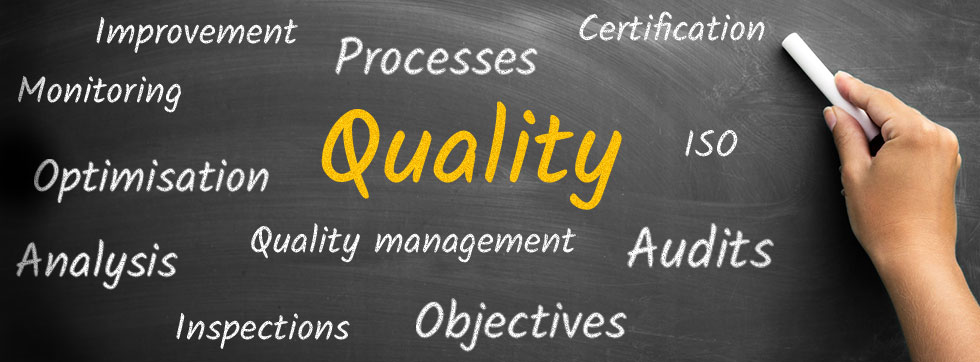 Improvement
Certification
Processes
Monitoring
Quality
ISO
Optimisation
Quality management
Audits
Analysis
Inspections
Objectives